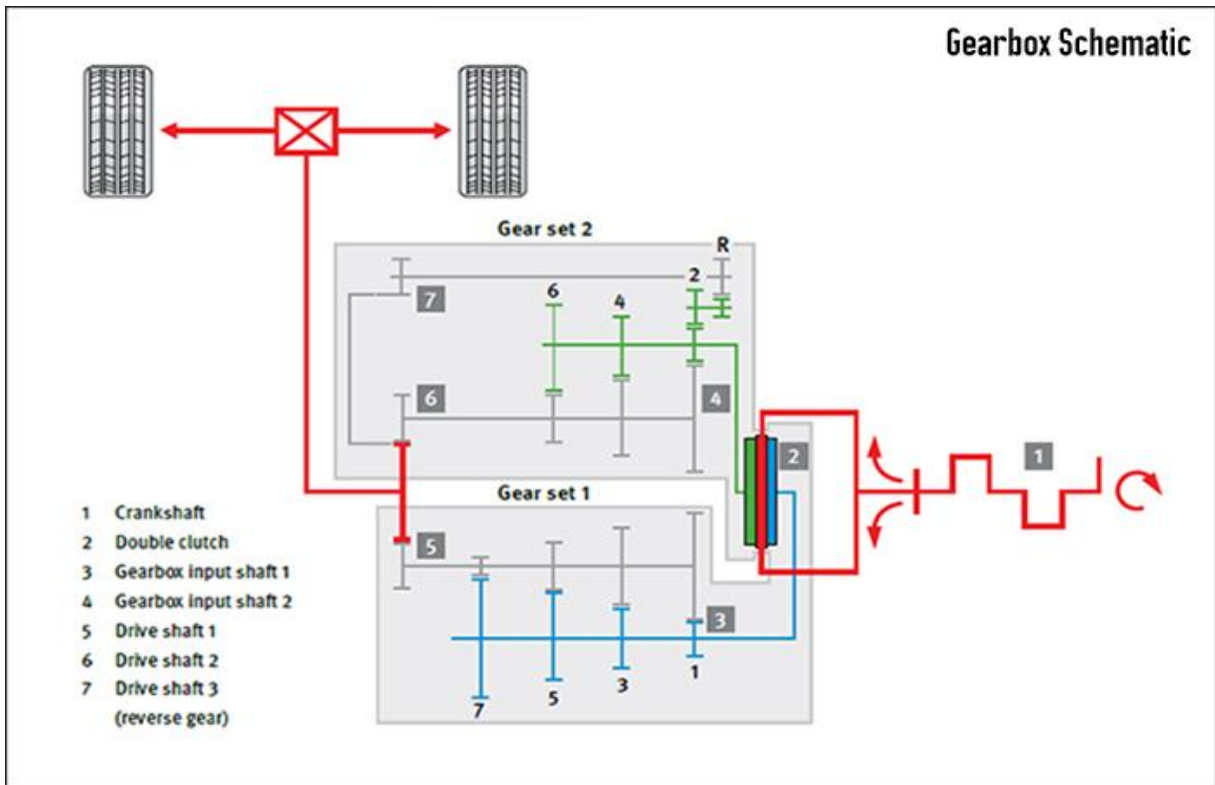 Gearbox Schematic
Gear set 2
R
2
6
4
7
6
4
2
1
Gear set 1
5
3
1
3
5
7
1 Crankshaft
2 Double clutch
3 Gearbox input shaft 1
4 Gearbox input shaft 2
5 Drive shaft 1
6 Drive shaft 2
7 Drive shaft 3
(reverse gear)